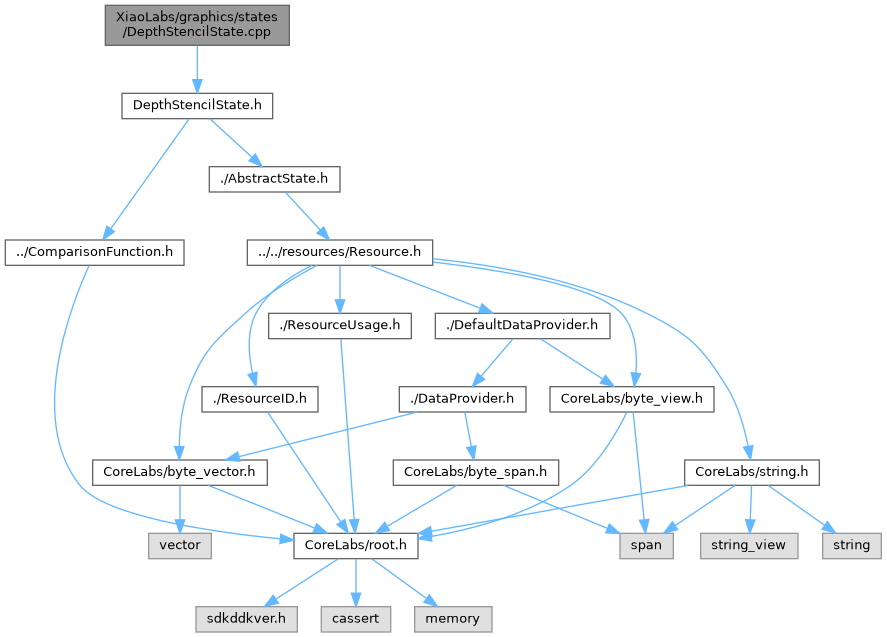 XiaoLabs/graphics/states
/DepthStencilState.cpp
DepthStencilState.h
./AbstractState.h
../ComparisonFunction.h
../../resources/Resource.h
./ResourceUsage.h
./DefaultDataProvider.h
./ResourceID.h
./DataProvider.h
CoreLabs/byte_view.h
CoreLabs/byte_vector.h
CoreLabs/byte_span.h
CoreLabs/string.h
vector
CoreLabs/root.h
span
string_view
string
sdkddkver.h
cassert
memory